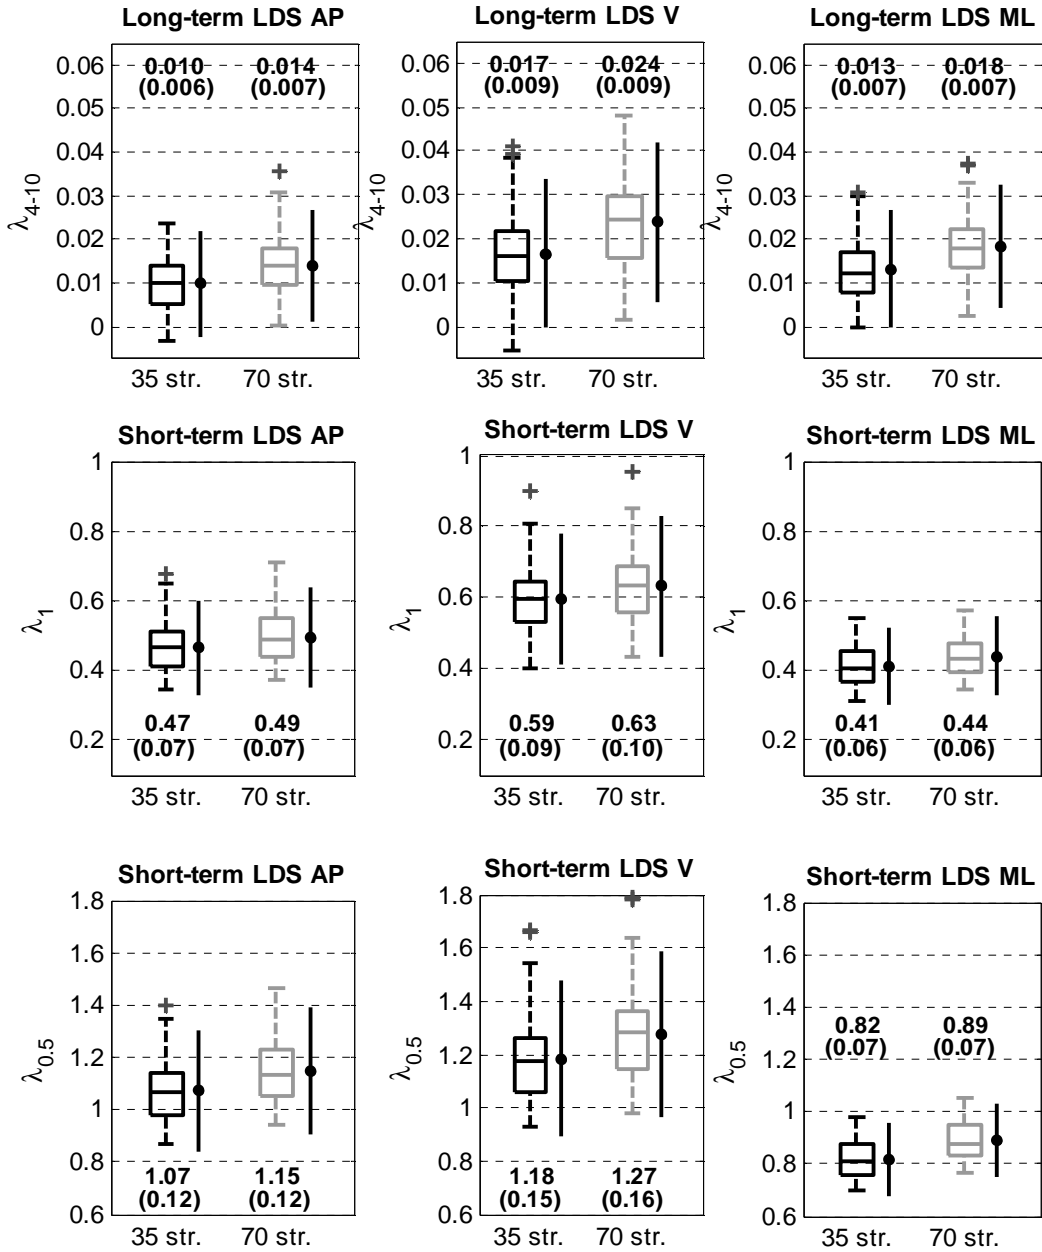 Long-term LDS AP
Long-term LDS V
Long-term LDS ML
0.06
0.05
0.04
0.03
0.02
0.01
0
λ4-10
0.010
(0.006)
0.014
(0.007)
35 str.
70 str.
0.06
0.05
0.04
0.03
0.02
0.01
0
λ4-10
0.017
(0.009)
0.024
(0.009)
35 str.
70 str.
0.06
0.05
0.04
0.03
0.02
0.01
0
λ4-10
0.013
(0.007)
0.018
(0.007)
35 str.
70 str.
Short-term LDS AP
Short-term LDS V
Short-term LDS ML
1
0.8
0.6
0.4
0.2
λ1
0.47
(0.07)
0.49
(0.07)
35 str.
70 str.
1
0.8
0.6
0.4
0.2
λ1
0.59
(0.09)
0.63
(0.10)
35 str.
70 str.
1
0.8
0.6
0.4
0.2
λ1
0.41
(0.06)
0.44
(0.06)
35 str.
70 str.
Short-term LDS AP
Short-term LDS V
Short-term LDS ML
1.8
1.6
1.4
1.2
1
0.8
0.6
λ0.5
1.07
(0.12)
1.15
(0.12)
35 str.
70 str.
1.8
1.6
1.4
1.2
1
0.8
0.6
λ0.5
1.18
(0.15)
1.27
(0.16)
35 str.
70 str.
1.8
1.6
1.4
1.2
1
0.8
0.6
λ0.5
0.82
(0.07)
0.89
(0.07)
35 str.
70 str.